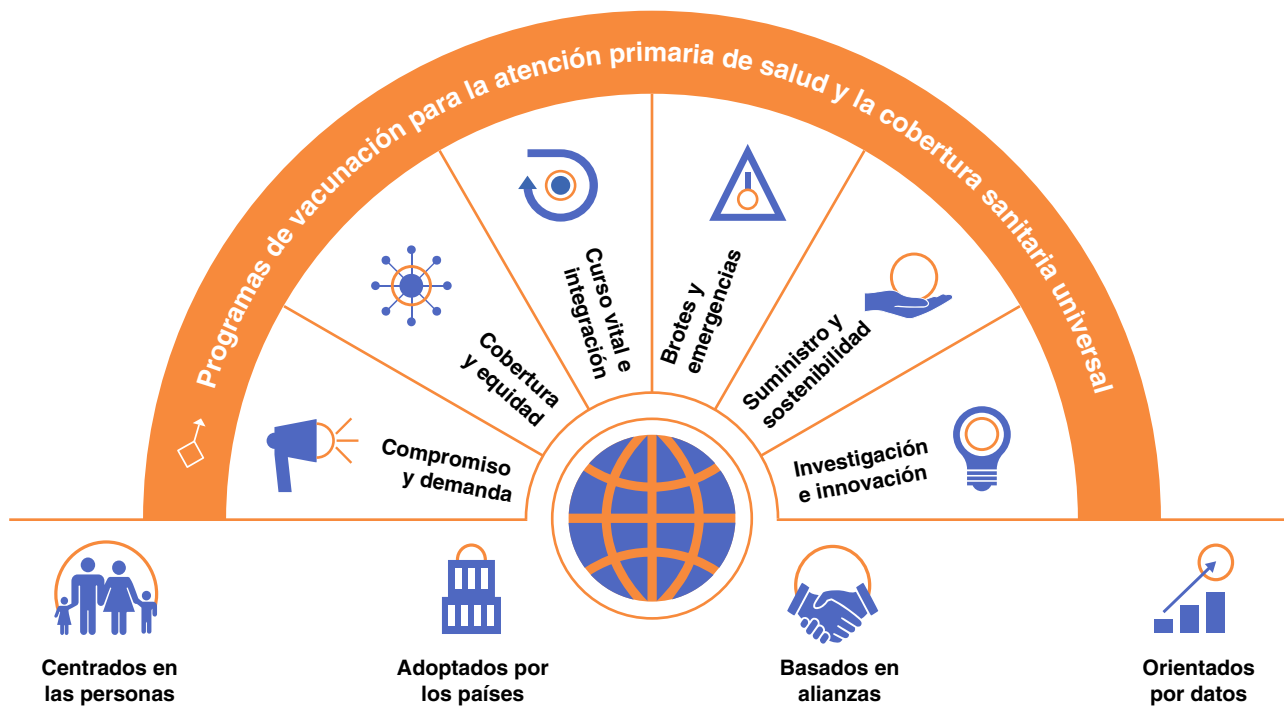 Programas de vacunación para la atención primaria de salud y la cobertura sanitaria universal
Compromiso
y demanda
Cobertura
y equidad
Curso vital e
integración
Brotes y
emergencias
Suministro y
sostenibilidad
Investigación
e innovación
Centrados en
las personas
Adoptados por
los países
Basados en
alianzas
Orientados
por datos